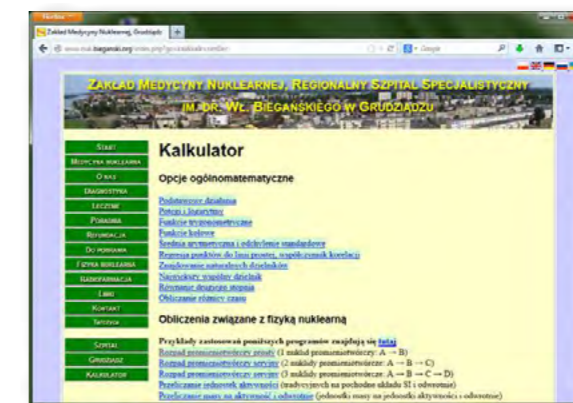 Firefox
Zakład Medycyny Nuklearnej, Grudziądz
Google
ZAKŁAD MEDYCYNY NUKLEARNEJ, REGIONALNY SZPITAL SPECJALISTYCZNY
IM. DR. WŁ. BIEGAŃSKIEGO W GRUDZIĄDZU
START
MEDYCYNA NUKLEARNA
O NAS
DIAGNOSTYKA
LECZENIE
PORADNIA
REFUNDACJA
DO POBRANIA
FIZYKA NUKLEARNA
RADIOFARMACJA
LINKI
KONTAKT
SZPITAL
GRUDZIĄDZ
KALKULATOR
Kalkulator
Opcje ogólnomatematyczne
Podstawowe działania
Potęgi i logarytmy
Funkcje trygonometryczne
Funkcje kołowe
Średnia arytmetyczna i odchylenie standardowe
Regresja punktów do linii prostej, współczynnik korelacji
Znajdowanie naturalnych dzielników
Największy wspólny dzielnik
Równanie drugiego stopnia
Obliczanie różnicy czasu
Obliczenia związane z fizyką nuklearną
Przykłady zastosowań poniższych programów znajdują się tutaj
Rozpad promieniotwórczy prosty (1 nuklid promieniotwórczy: A → B)
Rozpad promieniotwórczy seryjny (2 nuklidy promieniotwórcze: A → B → C)
Rozpad promieniotwórczy seryjny (3 nuklidy promieniotwórcze: A → B → C → D)
Przeliczanie jednostek aktywności (tradycyjnych na pochodne układu SI i odwrotnie)
Przeliczanie masy na aktywność i odwrotnie (jednostki masy na jednostki aktywności i odwrotnie)